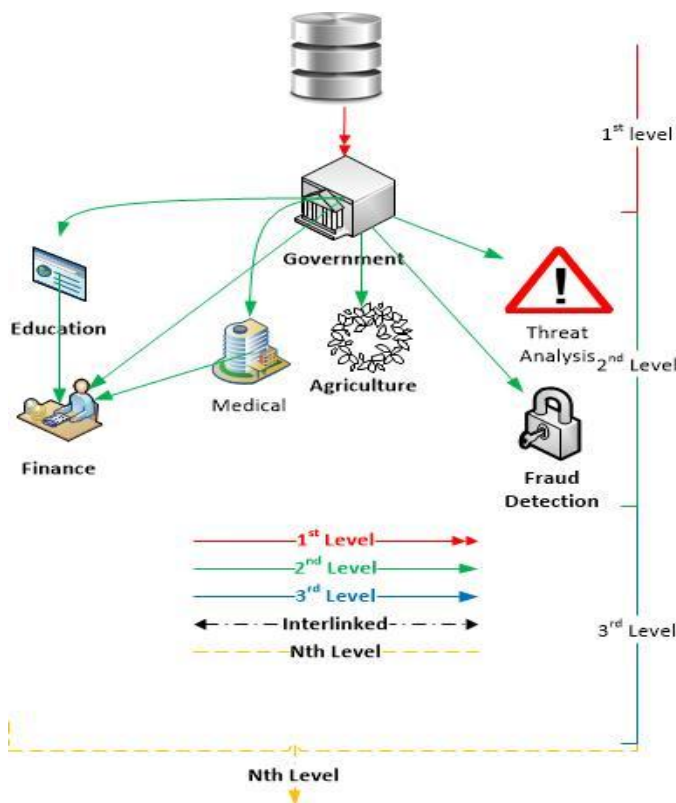 1st level
Government
Education
Threat
Analysis
2nd Level
Agriculture
Medical
Finance
Fraud
Detection
1st Level
2nd Level
3rd Level
Interlinked
Nth Level
3rd Level
Nth Level